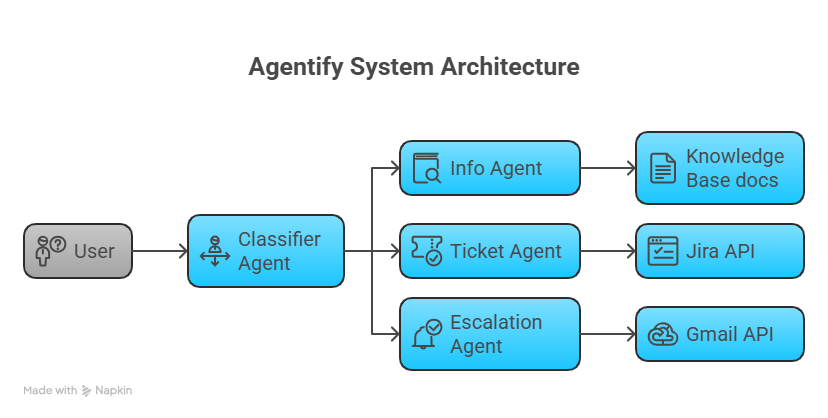 Agentify System Architecture
User
Classifier
Agent
Info Agent
Knowledge
Base docs
Ticket Agent
Jira API
Escalation
Agent
Gmail API
Made with Napkin